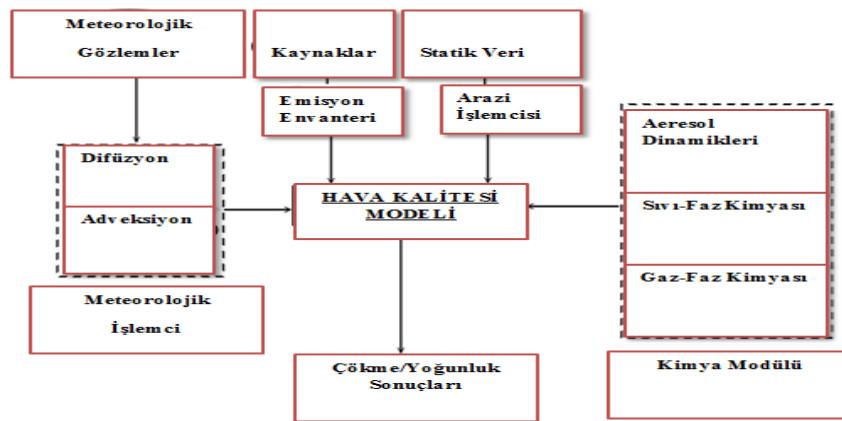 Meteorolojik
Gözlemler
Kaynaklar
Statik Veri
Emisyon
Envanteri
Arazi
İşlemcisi
Difüzyon
Adveksiyon
Meteorolojik
İşlemci
HAVA KALİTESİ
MODELİ
Aeresol
Dinamikleri
Sıvı-Faz Kimyası
Gaz-Faz Kimyası
Kimya Modülü
Çökme/Yoğunluk
Sonuçları